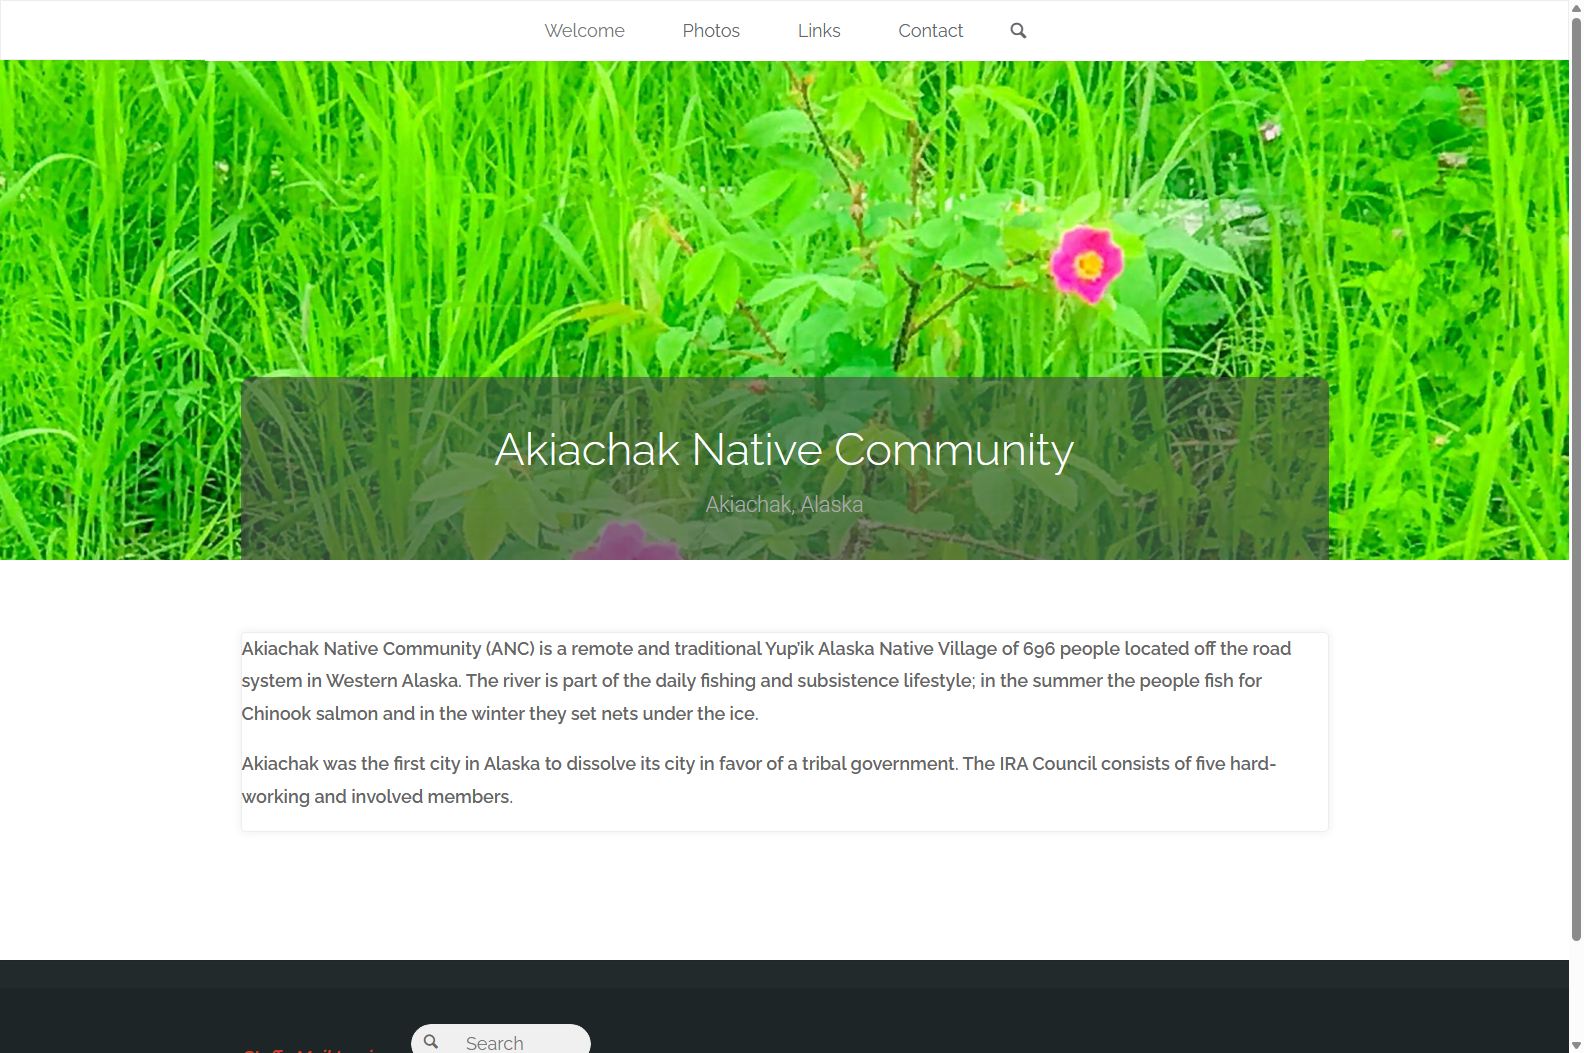 Welcome Photos Links Contact
Akiachak Native Community
Akiachak, Alaska
Akiachak Native Community (ANC) is a remote and traditional Yup’ik Alaska Native Village of 696 people located off the road
system in Western Alaska. The river is part of the daily fishing and subsistence lifestyle; in the summer the people fish for
Chinook salmon and in the winter they set nets under the ice.
Akiachak was the first city in Alaska to dissolve its city in favor of a tribal government. The IRA Council consists of five hard-
working and involved members.
Search